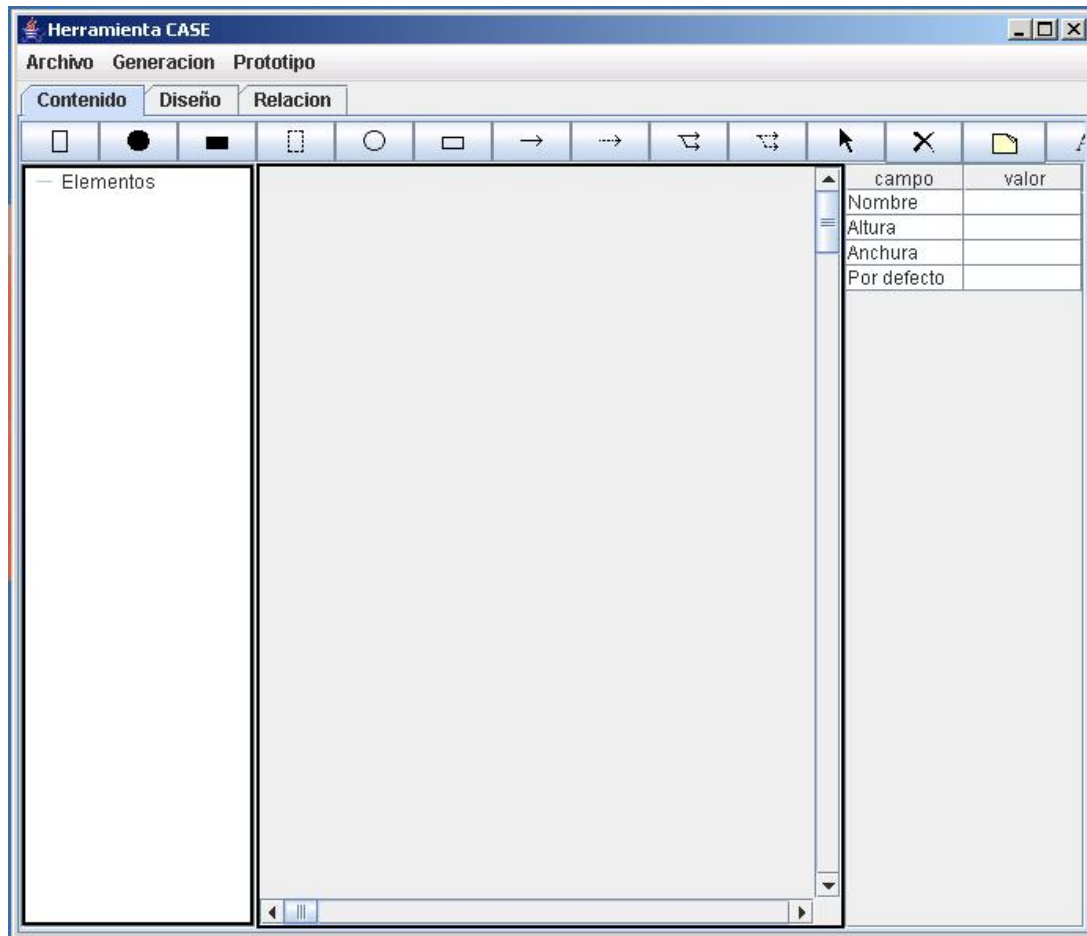 Herramienta CASE
Archivo Generacion Prototipo
Contenido Diseño Relacion
Elementos
campo valor
Nombre
Altura
Anchura
Por defecto